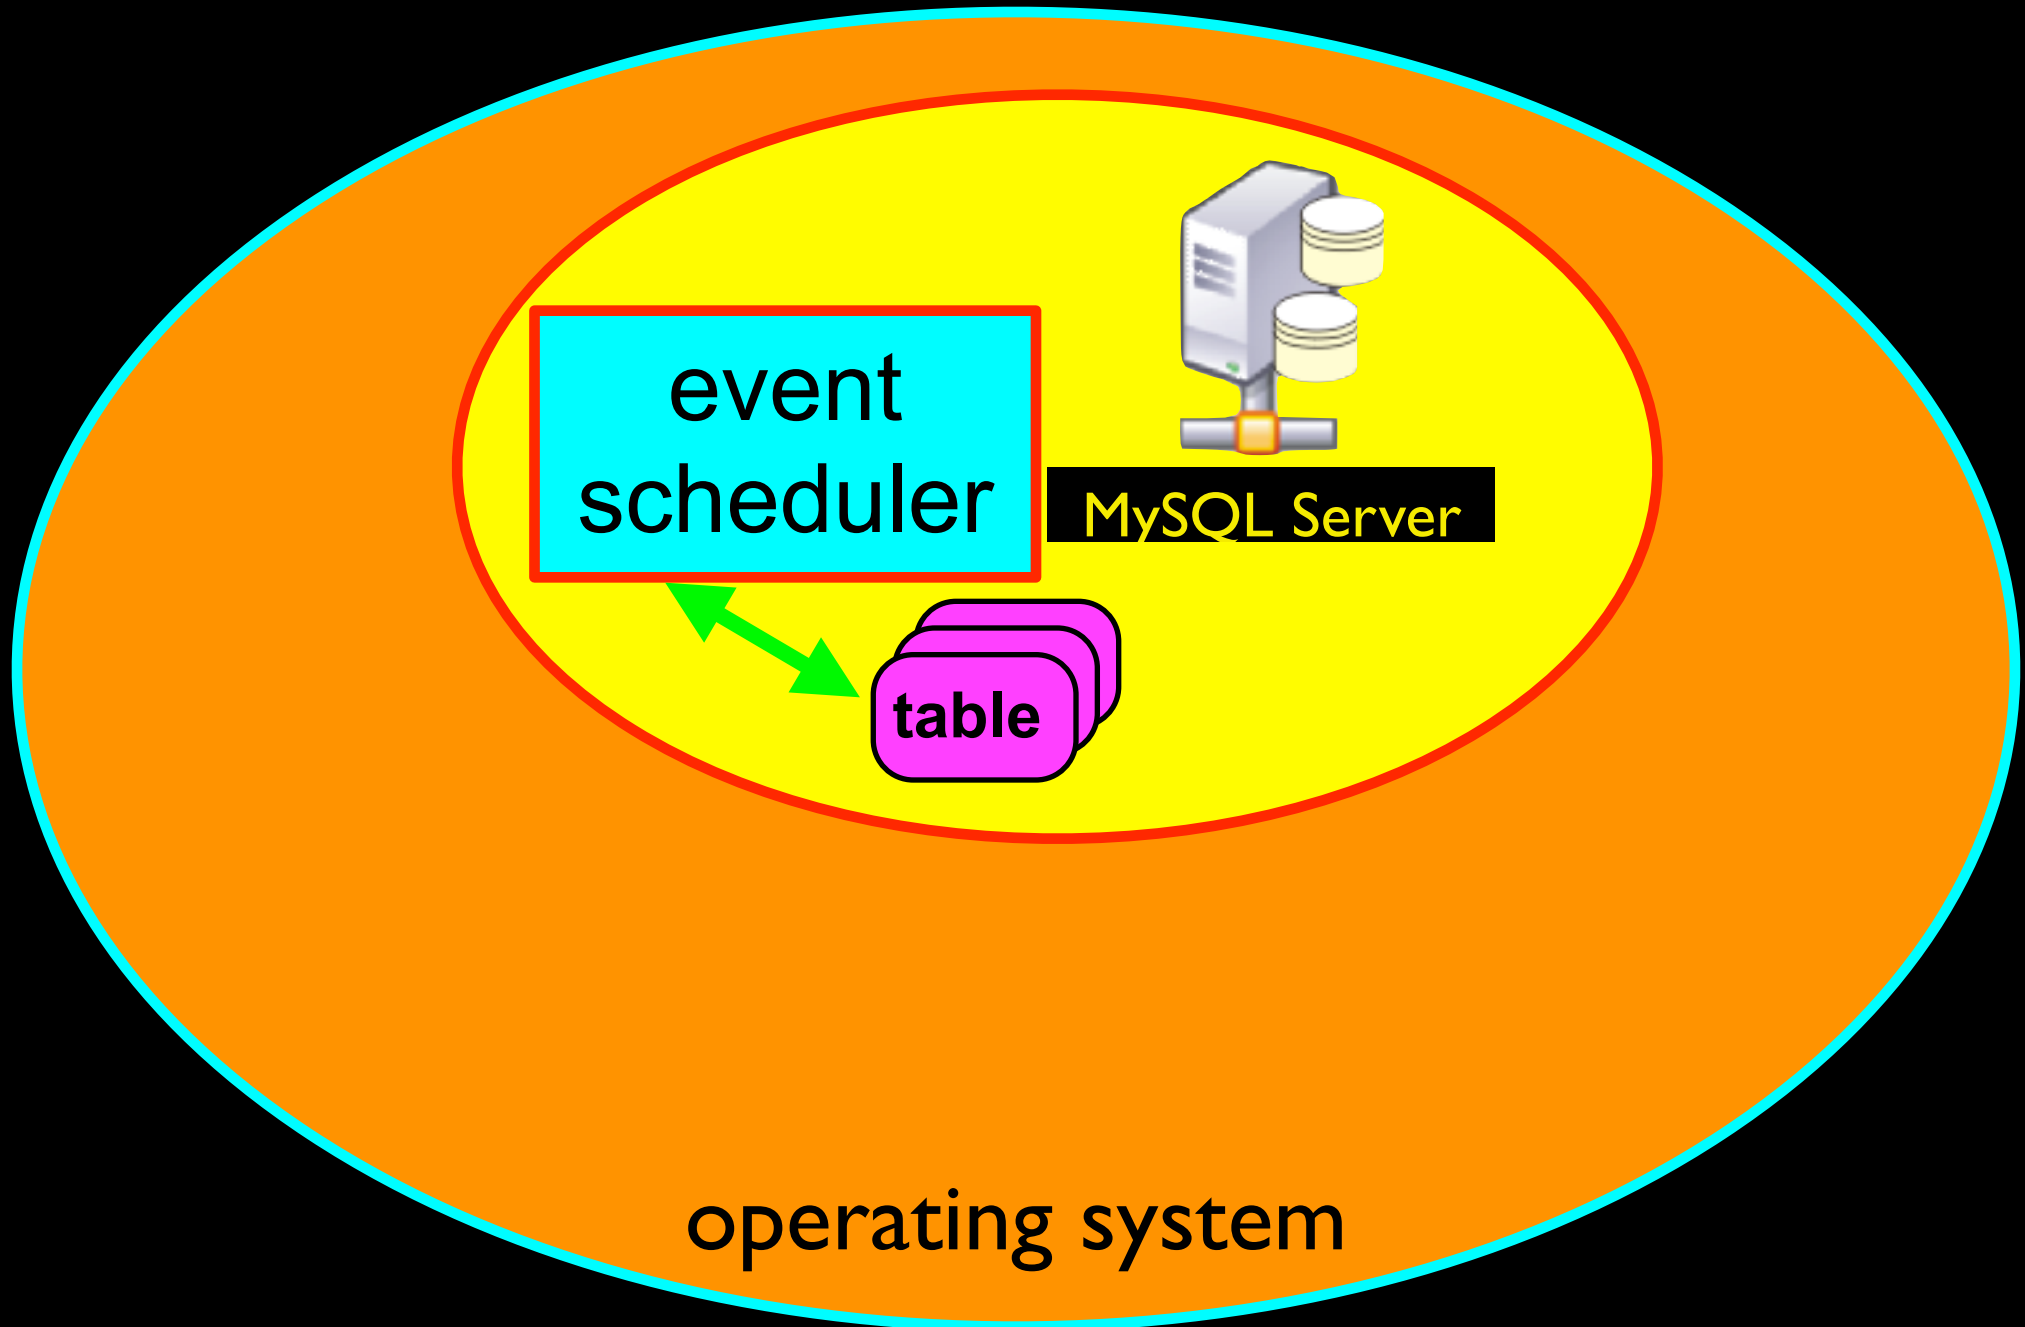 event
scheduler
MySQL Server
table
operating system